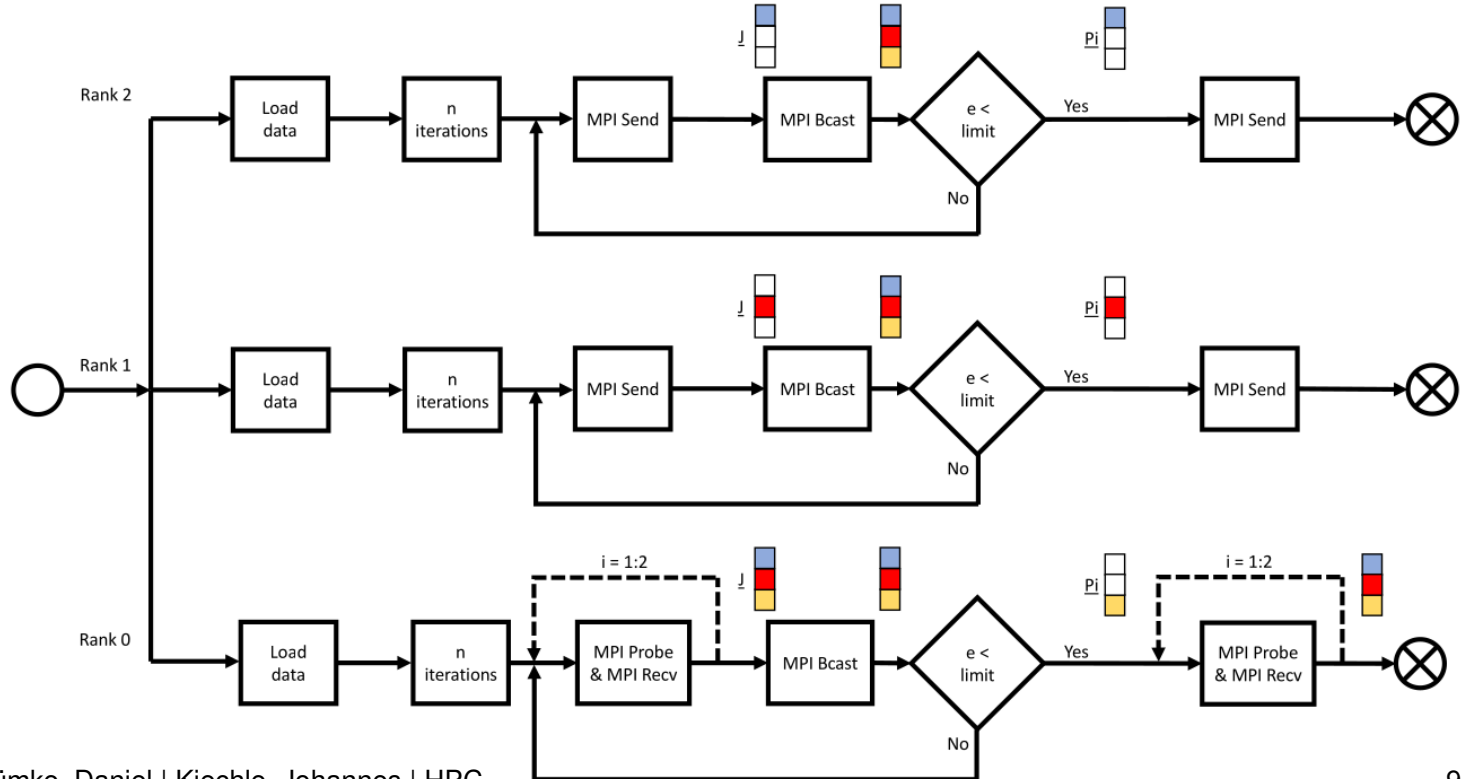 J
Pi
Rank 2
Load
data
n
iterations
MPI Send
MPI Bcast
e <
limit
Yes
MPI Send
No
J
Pi
Rank 1
Load
data
n
iterations
MPI Send
MPI Bcast
e <
limit
Yes
MPI Send
No
i = 1:2
J
Pi
i = 1:2
Rank 0
Load
data
n
iterations
MPI Probe
& MPI Recv
MPI Bcast
e <
limit
Yes
MPI Probe
& MPI Recv
No
Daniel | Kiechle, Johannes | HPC
9